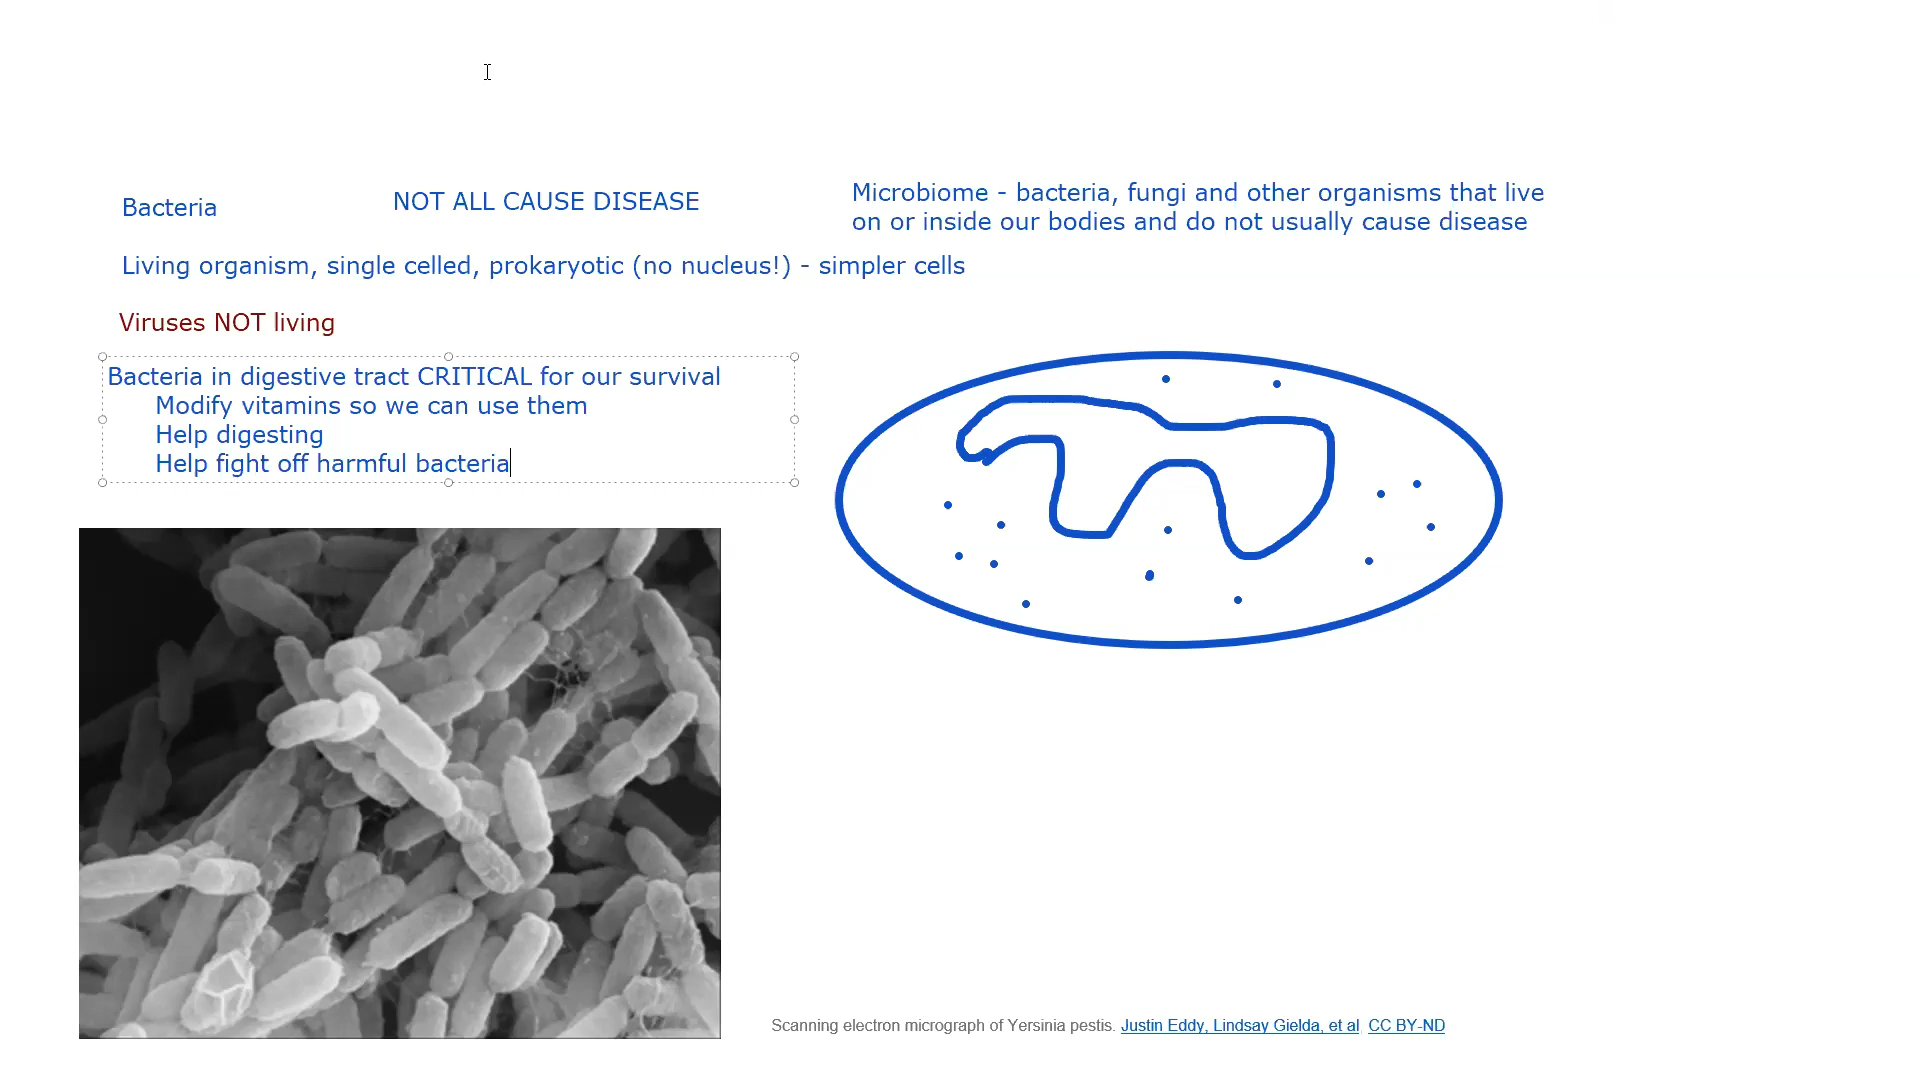 Bacteria
NOT ALL CAUSE DISEASE
Microbiome - bacteria, fungi and other organisms that live
on or inside our bodies and do not usually cause disease
Living organism, single celled, prokaryotic (no nucleus!) - simpler cells
Viruses NOT living
Bacteria in digestive tract CRITICAL for our survival
Modify vitamins so we can use them
Help digesting
Help fight off harmful bacteria
Scanning electron micrograph of Yersinia pestis. Justin Eddy, Lindsay Gielda, et al CC BY-ND